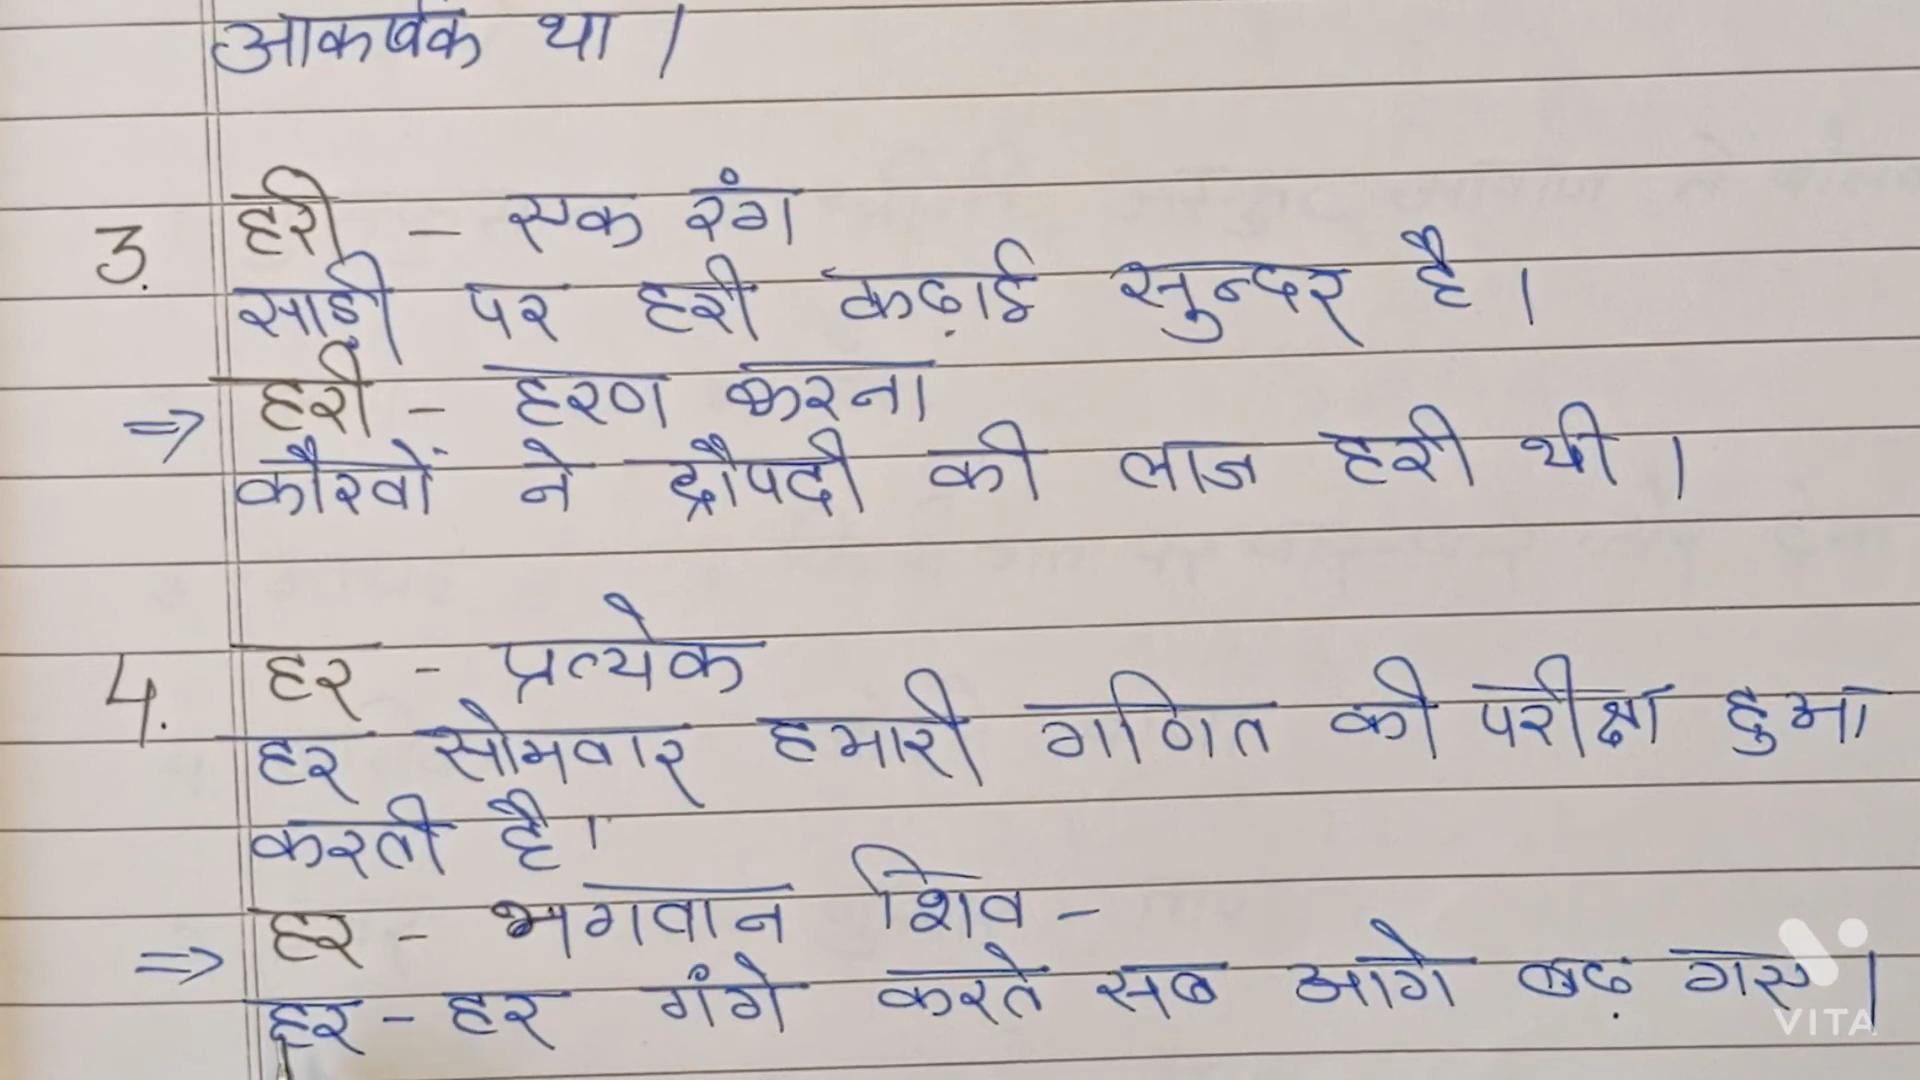 आकर्षक था।
3. हरी - एक रंग
साड़ी पर हरी कढ़ाई सुन्दर है।
⇒ हरी - हरण करना
कौरवों ने द्रौपदी की लाज हरी थी।
4. हर - प्रत्येक
हर सोमवार हमारी गणित की परीक्षा हुआ
करती है।
⇒ हर - भगवान शिव -
हर - हर गंगे करते सब आगे बढ़ गए।
VITA